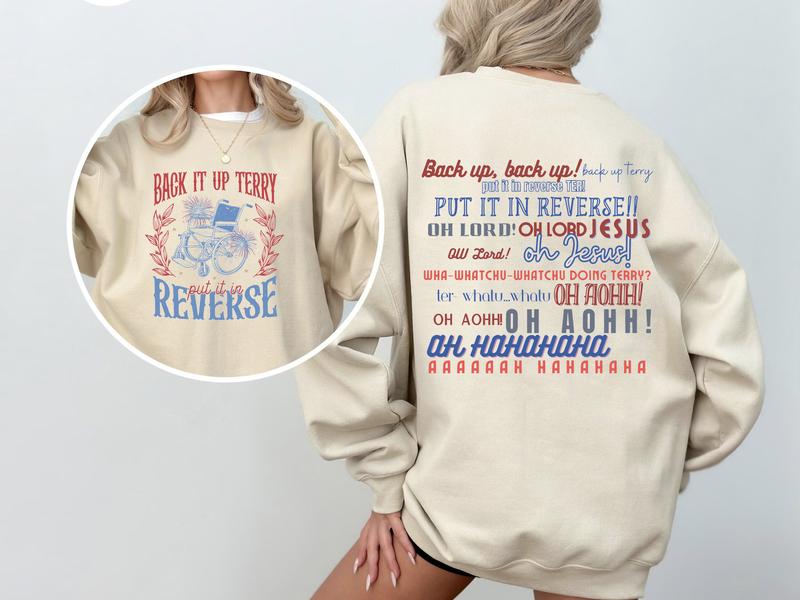 BACK IT UP TERRY
put it in
REVERSE
Back up, back up! back up terry
put it in reverse TER!
PUT IT IN REVERSE!!
OH LORD! OH LORD JESUS
OW Lord! oh Jesus!
WHA-WHATCHU-WHATCHU DOING TERRY?
ter- whatu...whatu OH AOHH!
OH AOHH! OH AOHH!
AH HAHAHAHA
AAAAAAH HAHAHAHA